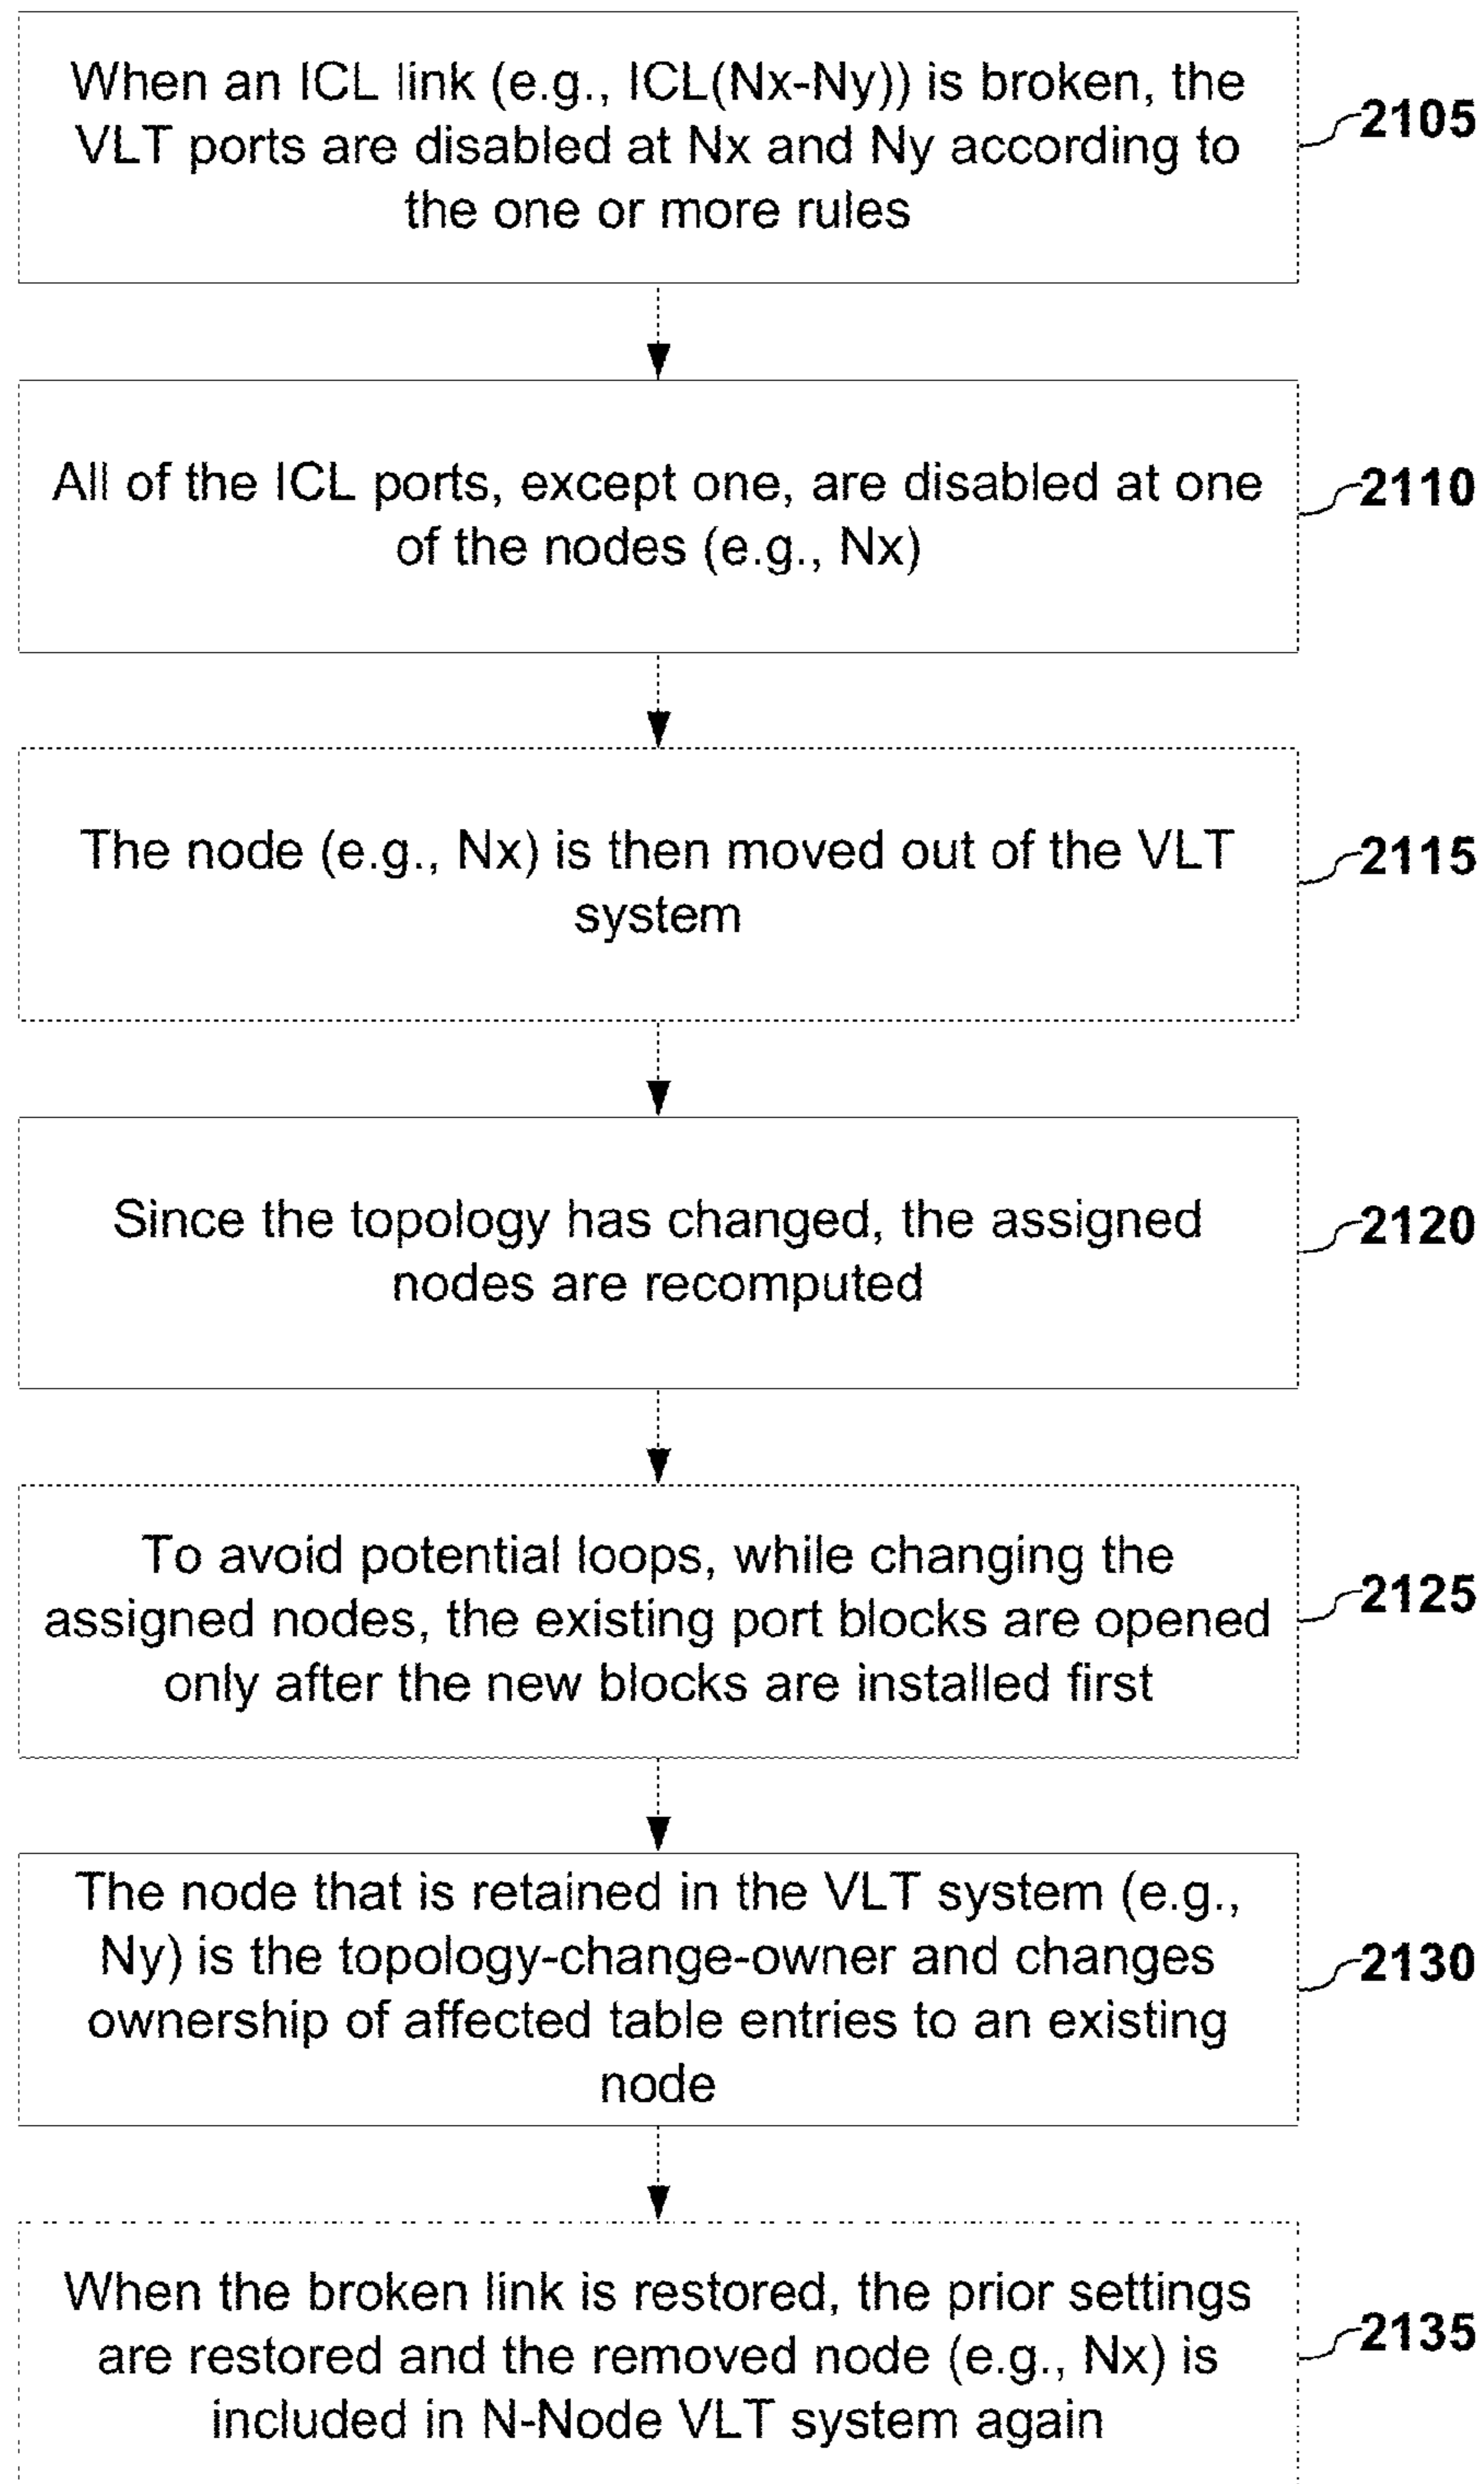 When an ICL link (e.g., ICL(Nx-Ny)) is broken, the
VLT ports are disabled at Nx and Ny according to
the one or more rules
2105
All of the ICL ports, except one, are disabled at one
of the nodes (e.g., Nx)
2110
The node (e.g., Nx) is then moved out of the VLT
system
2115
Since the topology has changed, the assigned
nodes are recomputed
2120
To avoid potential loops, while changing the
assigned nodes, the existing port blocks are opened
only after the new blocks are installed first
2125
The node that is retained in the VLT system (e.g.,
Ny) is the topology-change-owner and changes
ownership of affected table entries to an existing
node
2130
When the broken link is restored, the prior settings
are restored and the removed node (e.g., Nx) is
included in N-Node VLT system again
2135